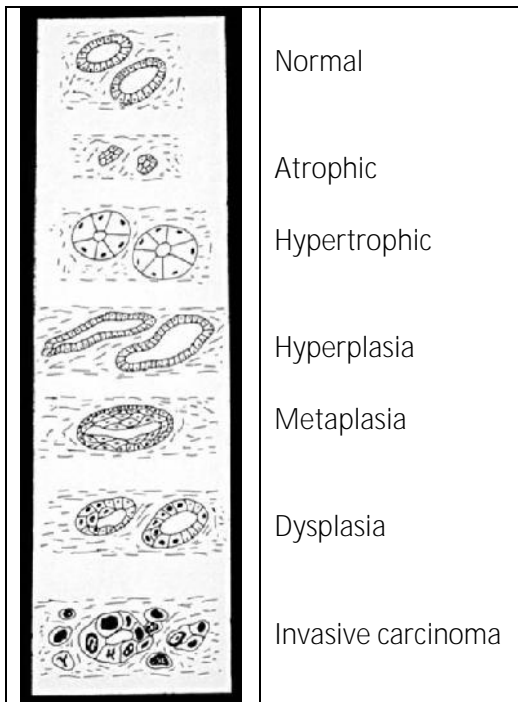 Normal
Atrophic
Hypertrophic
Hyperplasia
Metaplasia
Dysplasia
Invasive carcinoma